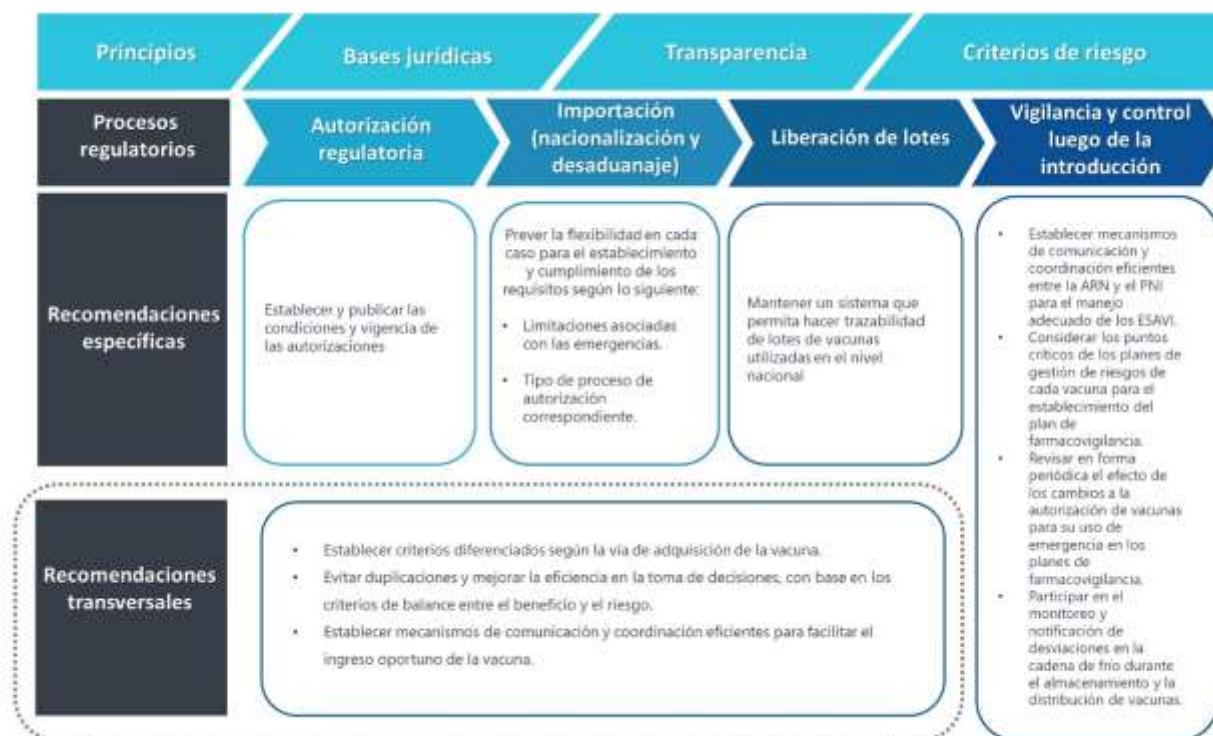 Principios
Bases jurídicas
Transparencia
Criterios de riesgo
Procesos
regulatorios
Autorización
regulatoria
Importación
(nacionalización y
desaduanaje)
Liberación de lotes
Vigilancia y control
luego de la
introducción
Recomendaciones
específicas
Establecer y publicar las
condiciones y vigencia de
las autorizaciones
Prever la flexibilidad en cada
caso para el establecimiento
y cumplimiento de los
requisitos según lo siguiente:
• Limitaciones asociadas
con las emergencias.
• Tipo de proceso de
autorización
correspondiente.
Mantener un sistema que
permita hacer trazabilidad
de lotes de vacunas
utilizadas en el nivel
nacional
• Establecer mecanismos
de comunicación y
coordinación eficientes
entre la ARN y el PNI
para el manejo
adecuado de los ESAVI.
• Considerar los puntos
críticos de los planes de
gestión de riesgos de
cada vacuna para el
establecimiento del
plan de
farmacovigilancia.
• Revisar en forma
periódica el efecto de
los cambios a la
autorización de vacunas
para su uso de
emergencia en los
planes de
farmacovigilancia.
• Participar en el
monitoreo y
notificación de
desviaciones en la
cadena de frío durante
el almacenamiento y la
distribución de vacunas.
Recomendaciones
transversales
• Establecer criterios diferenciados según la vía de adquisición de la vacuna.
• Evitar duplicaciones y mejorar la eficiencia en la toma de decisiones, con base en los
criterios de balance entre el beneficio y el riesgo.
• Establecer mecanismos de comunicación y coordinación eficientes para facilitar el
ingreso oportuno de la vacuna.